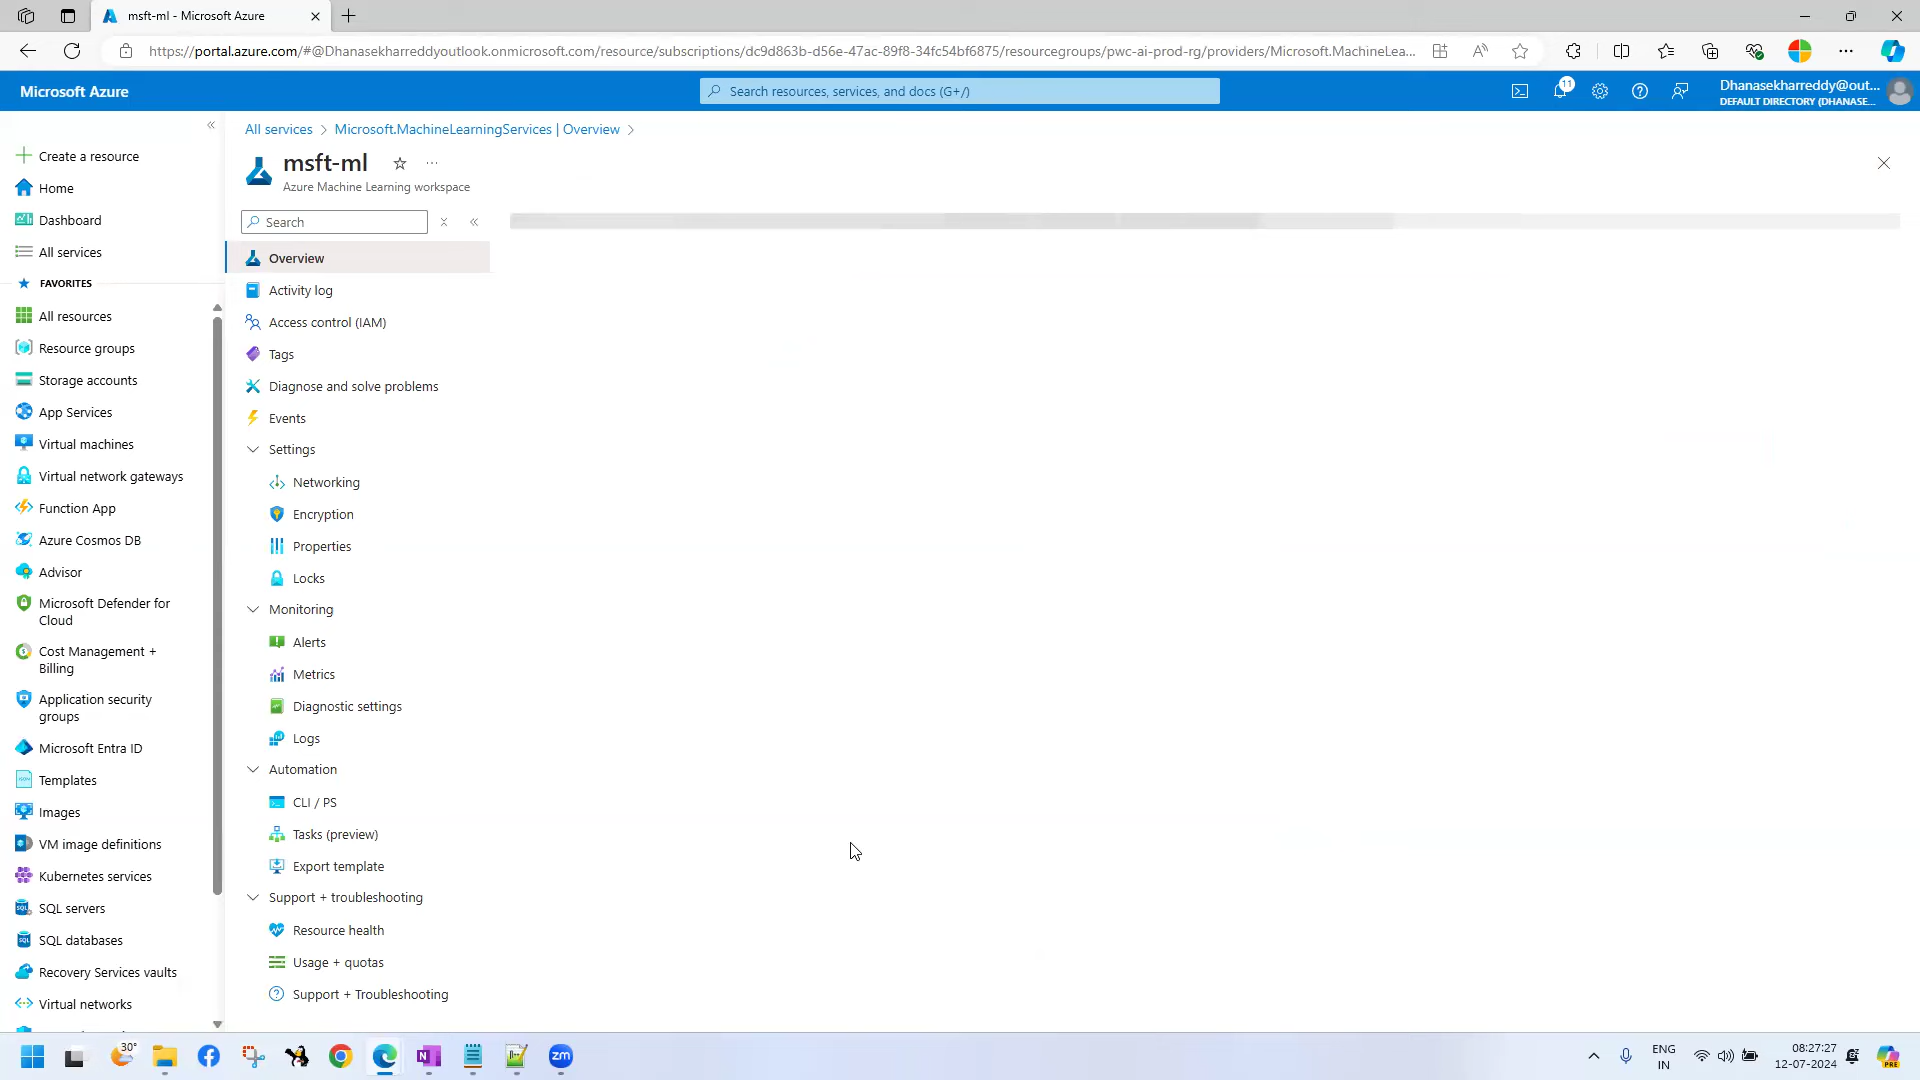 msft-ml - Microsoft Azure
https://portal.azure.com/#@Dhanasekharreddyoutlook.onmicrosoft.com/resource/subscriptions/dc9d863b-d56e-47ac-89f8-34fc54bf6875/resourcegroups/pwc-ai-prod-rg/providers/Microsoft.MachineLea...
Microsoft Azure
Search resources, services, and docs (G+/)
11
Dhanasekharreddy@out...
DEFAULT DIRECTORY (DHANASE...
All services > Microsoft.MachineLearningServices | Overview >
msft-ml
Azure Machine Learning workspace
Create a resource
Home
Dashboard
All services
FAVORITES
All resources
Resource groups
Storage accounts
App Services
Virtual machines
Virtual network gateways
Function App
Azure Cosmos DB
Advisor
Microsoft Defender for
Cloud
Cost Management +
Billing
Application security
groups
Microsoft Entra ID
Templates
Images
VM image definitions
Kubernetes services
SQL servers
SQL databases
Recovery Services vaults
Virtual networks
Search
Overview
Activity log
Access control (IAM)
Tags
Diagnose and solve problems
Events
Settings
Networking
Encryption
Properties
Locks
Monitoring
Alerts
Metrics
Diagnostic settings
Logs
Automation
CLI / PS
Tasks (preview)
Export template
Support + troubleshooting
Resource health
Usage + quotas
Support + Troubleshooting
30°
zm
ENG
IN
08:27:27
12-07-2024
PRE